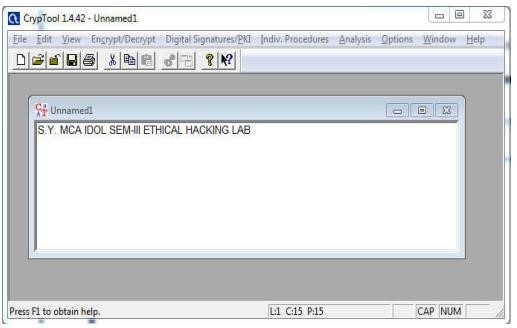 CrypTool 1.4.42 - Unnamed1
File Edit View Encrypt/Decrypt Digital Signatures/PKI Indiv. Procedures Analysis Options Window Help
Unnamed1
S.Y. MCA IDOL SEM-III ETHICAL HACKING LAB
Press F1 to obtain help. L:1 C:15 P:15 CAP NUM